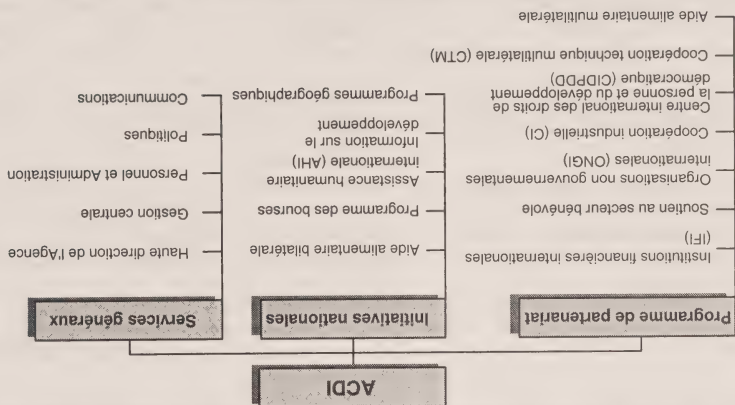 ACDI
Services généraux
Haute direction de l'Agence
Gestion centrale
Personnel et Administration
Politiques
Communications
Initiatives nationales
Aide alimentaire bilatérale
Programme des bourses
Assistance humanitaire
internationale (AHI)
Information sur le
développement
Programmes géographiques
Programme de partenariat
Institutions financières internationales
(IFI)
Soutien au secteur bénévole
Organisations non gouvernementales
internationales (ONGI)
Coopération industrielle (CI)
Centre international des droits de
la personne et du développement
démocratique (CIDPDD)
Coopération technique multilatérale (CTM)
Aide alimentaire multilatérale